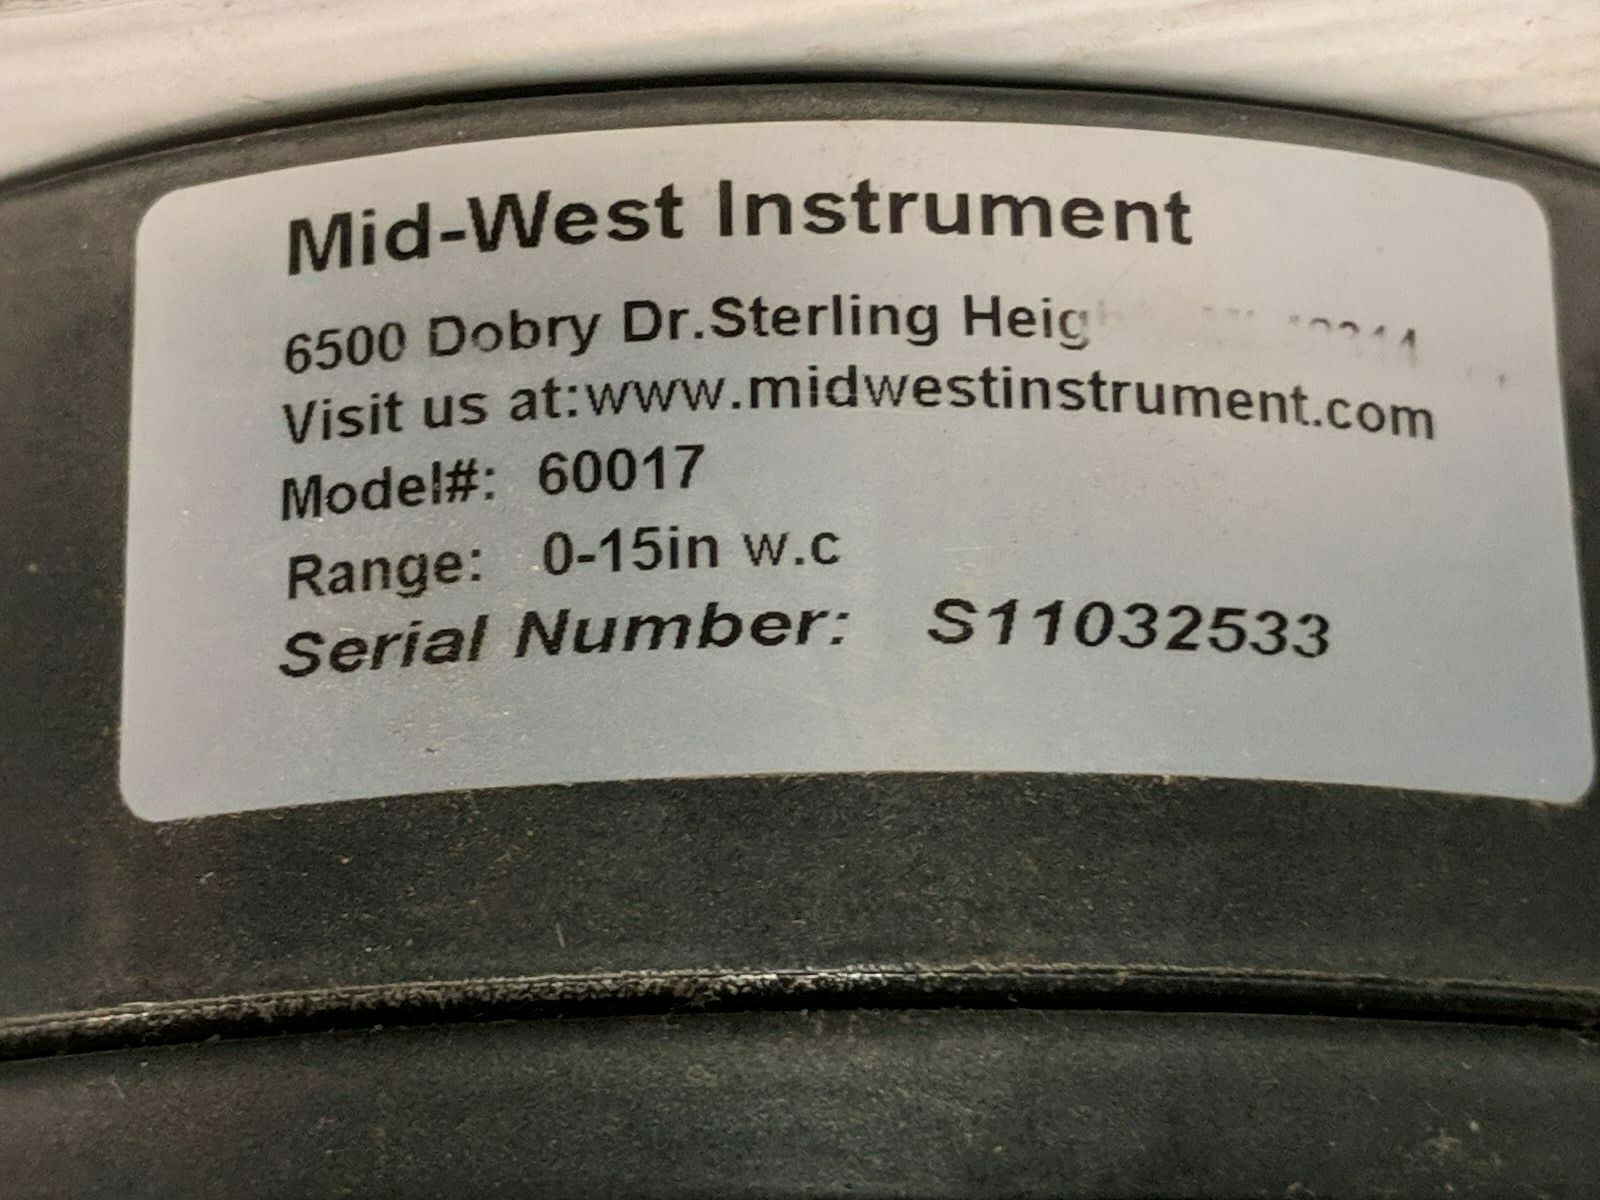 Mid-West Instrument
6500 Dobry Dr.Sterling
Visit us at:www.midwestinstrument.com
Model#: 60017
Range: 0-15in w.c
Serial Number: S11032533